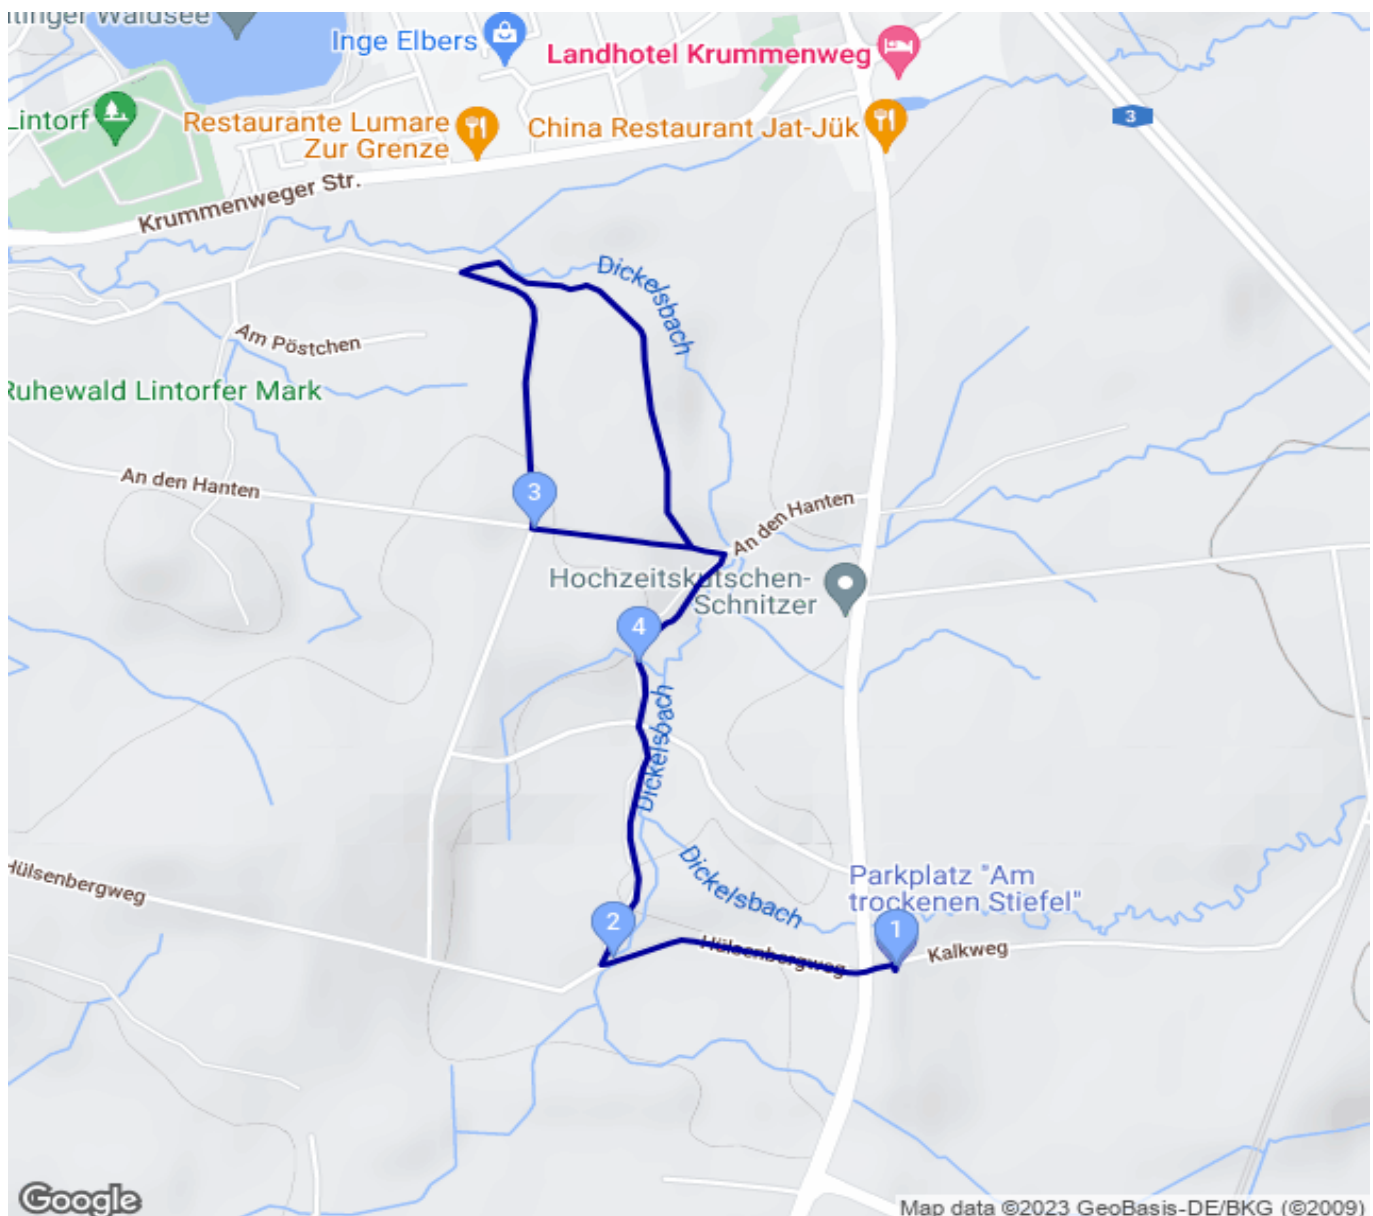 Waldsee
Inge Elbers
Landhotel Krummenweg
Lintorf
Restaurante Lumare
Zur Grenze
China Restaurant Jat-Jük
3
Krummenweger Str.
Dickelsbach
Am Pöstchen
Ruhewald Lintorfer Mark
An den Hanten
3
An den Hanten
Hochzeitskutschen-
Schnitzer
4
Dickelsbach
Dickelsbach
Hülsenbergweg
Parkplatz "Am
trockenen Stiefel"
2
1
Hülsenbergweg
Kalkweg
Google
Map data ©2023 GeoBasis-DE/BKG (©2009)